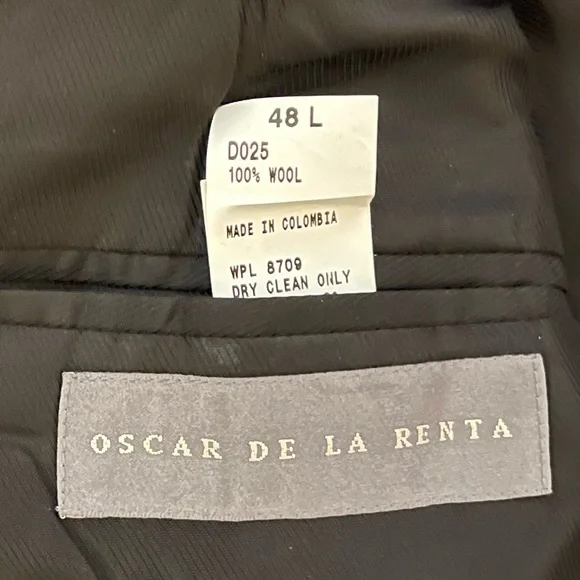 48 L
D025
100% WOOL
MADE IN COLOMBIA
WPL 8709
DRY CLEAN ONLY
OSCAR DE LA RENTA